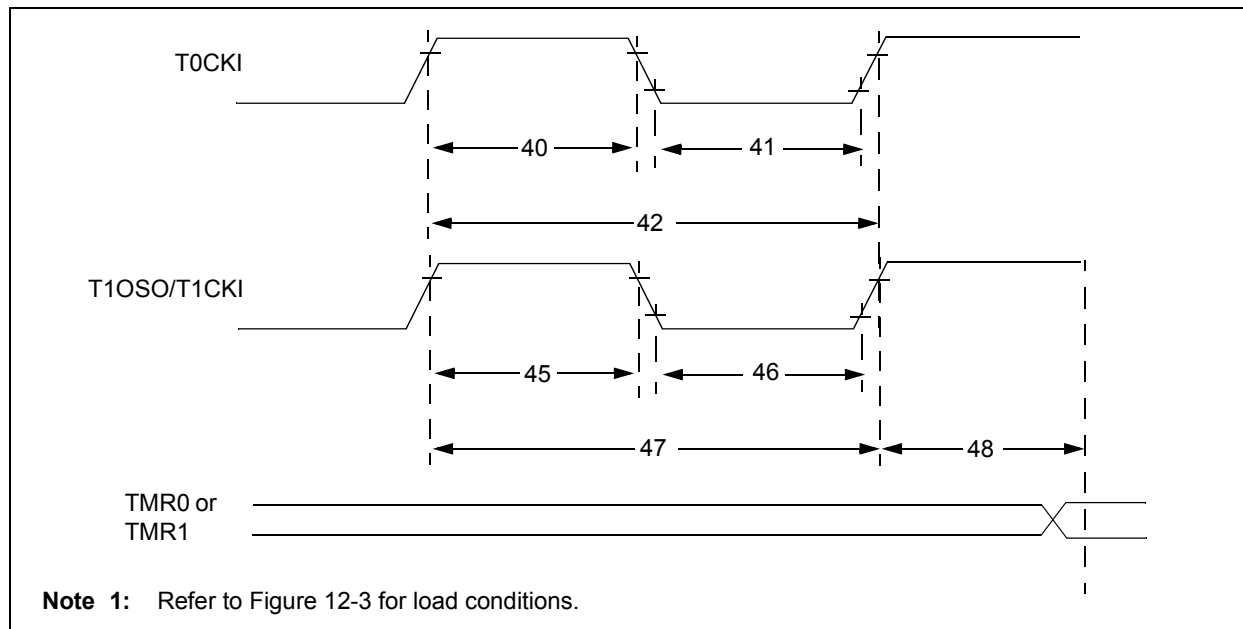 T0CKI
40
41
42
T1OSO/T1CKI
45
46
47
48
TMR0 or
TMR1
Note 1: Refer to Figure 12-3 for load conditions.